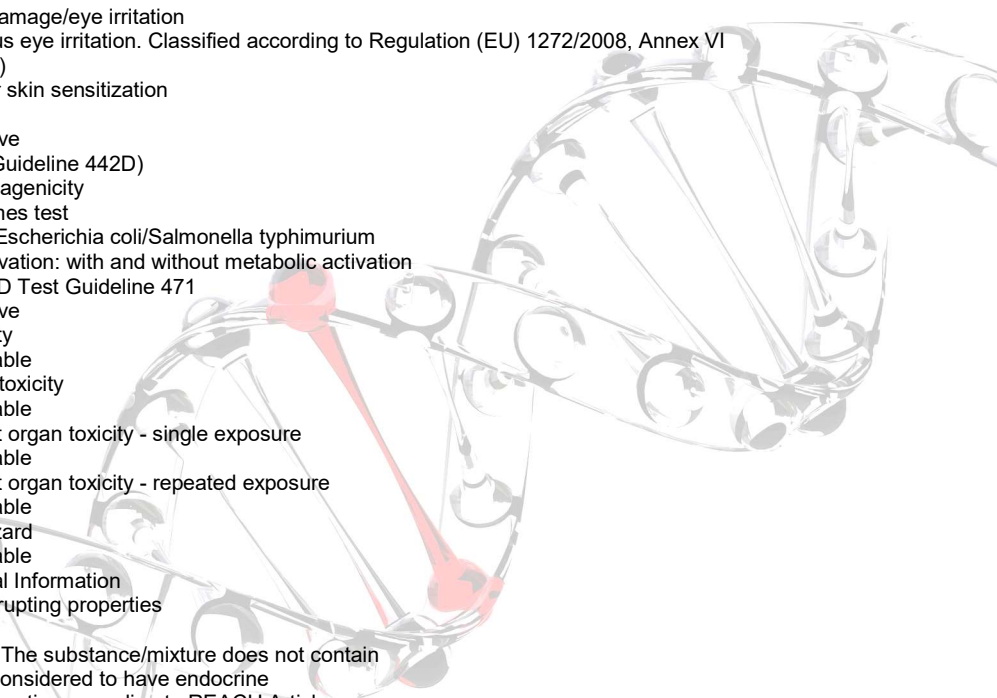 amage/eye irritation
us eye irritation. Classified according to Regulation (EU) 1272/2008, Annex VI
)
r skin sensitization
ve
Guideline 442D)
agenicity
nes test
Escherichia coli/Salmonella typhimurium
vation: with and without metabolic activation
D Test Guideline 471
ve
ty
able
toxicity
able
t organ toxicity - single exposure
able
t organ toxicity - repeated exposure
able
zard
able
al Information
rupting properties
The substance/mixture does not contain
onsidered to have endocrine